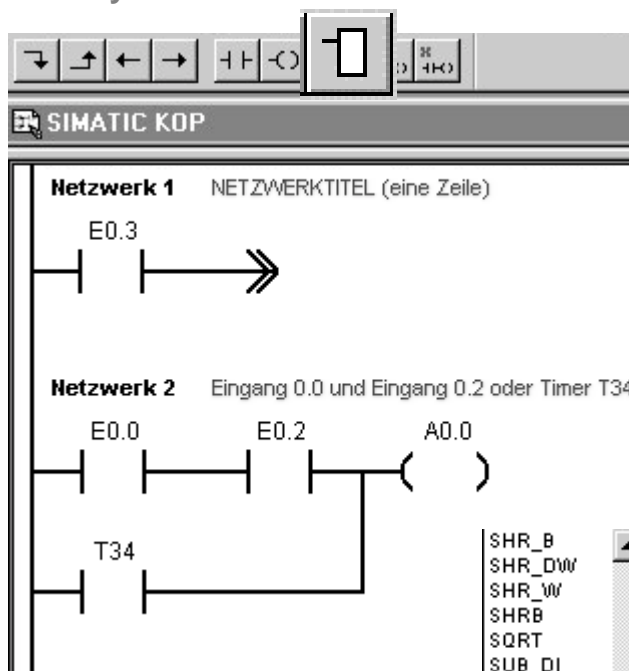 SIMATIC KOP
Netzwerk 1 NETZWERKTITEL (eine Zeile)
E0.3
Netzwerk 2 Eingang 0.0 und Eingang 0.2 oder Timer T34
E0.0 E0.2 A0.0
T34
SHR_B
SHR_DW
SHR_W
SHRB
SQRT
SUB_DI